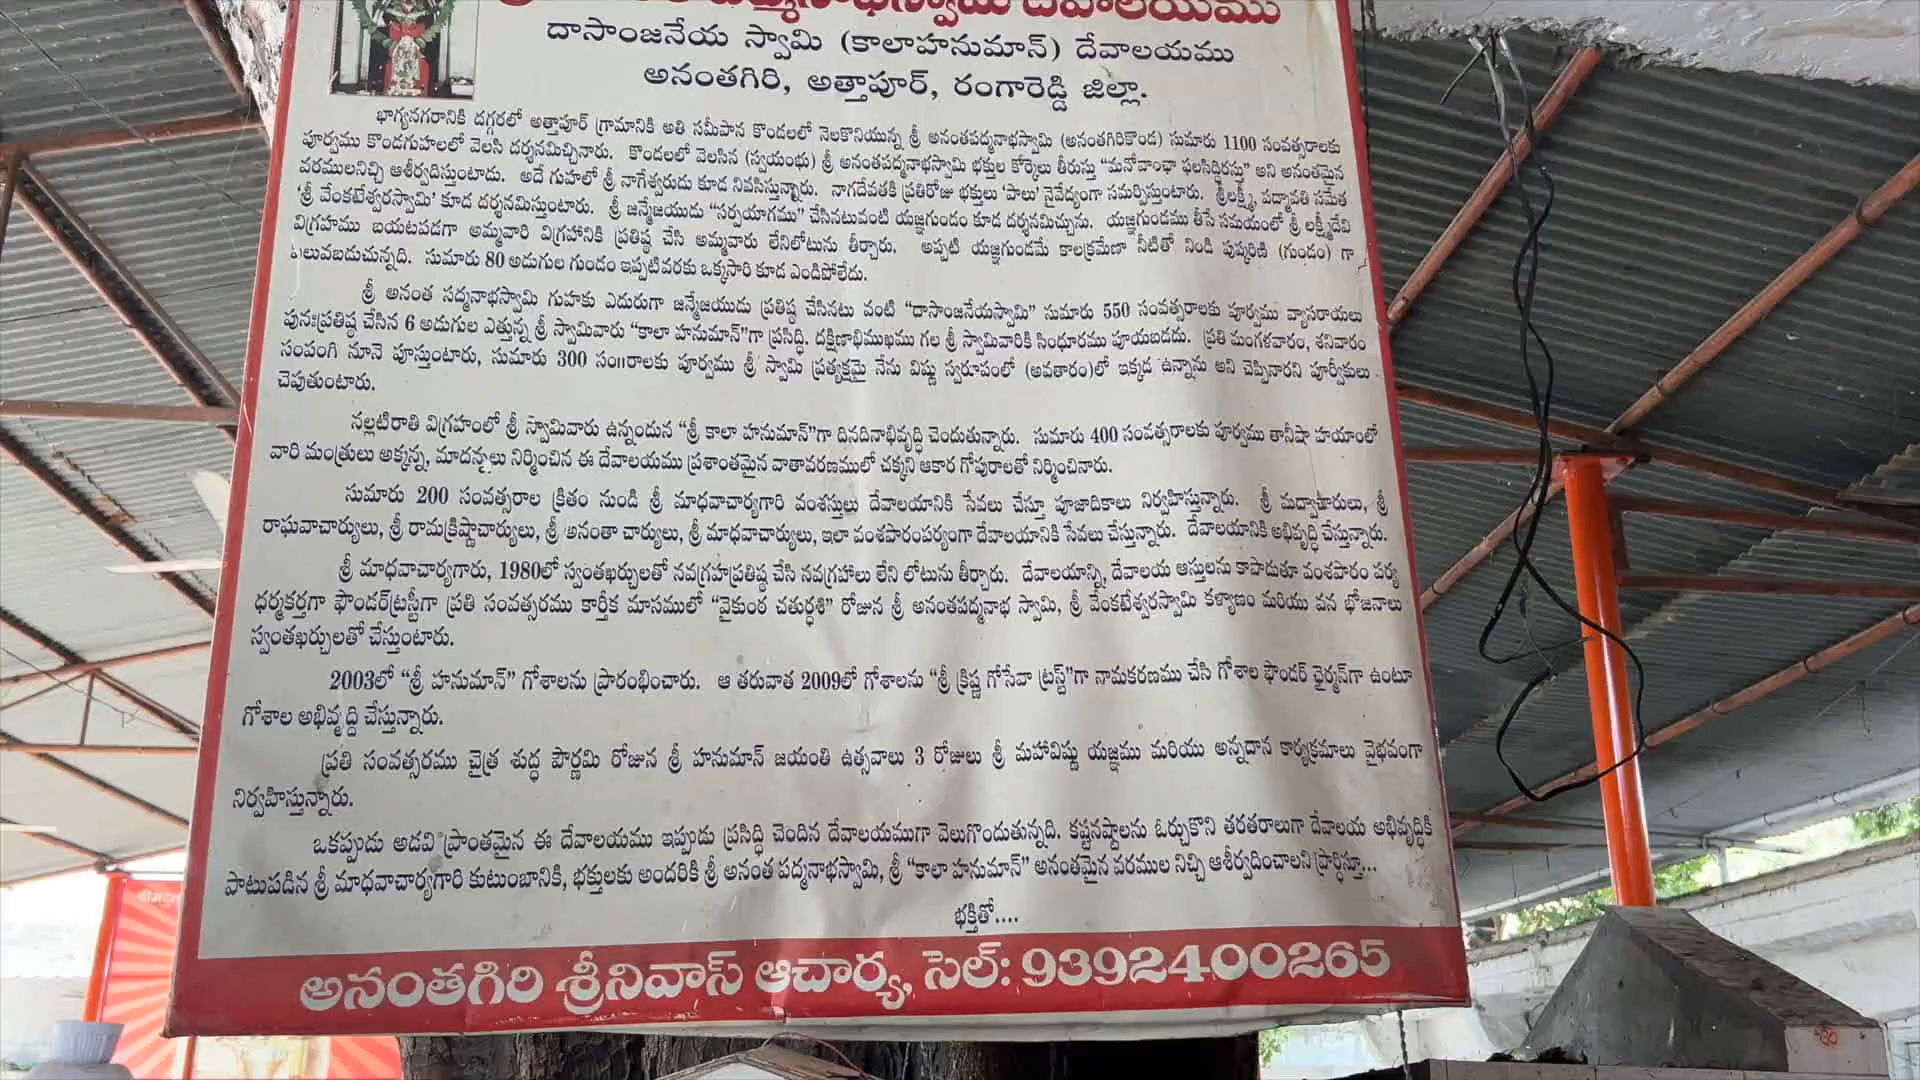 పద్మనాభస్వామి దేవాలయము
దాసాంజనేయ స్వామి (కాలాహనుమాన్) దేవాలయము
అనంతగిరి, అత్తాపూర్, రంగారెడ్డి జిల్లా.
భాగ్యనగరానికి దగ్గరలో అత్తాపూర్ గ్రామానికి అతి సమీపాన కొండలలో నెలకొనియున్న శ్రీ అనంతపద్మనాభస్వామి (అనంతగిరికొండ) సుమారు 1100 సంవత్సరాలకు
పూర్వము కొండగుహలలో వెలసి దర్శనమిచ్చినారు. కొండలలో వెలసిన (స్వయంభు) శ్రీ అనంతపద్మనాభస్వామి భక్తుల కోర్కెలు తీరుస్తు “మనోవాంఛా ఫలసిద్ధిరస్తు” అని అనంతమైన
వరములనిచ్చి ఆశీర్వదిస్తుంటాడు. అదే గుహలో శ్రీ నాగేశ్వరుడు కూడ నివసిస్తున్నారు. నాగదేవతకి ప్రతిరోజు భక్తులు ‘పాలు’ నైవేద్యంగా సమర్పిస్తుంటారు. శ్రీలక్ష్మీ, పద్మావతి సమేత
‘శ్రీ వేంకటేశ్వరస్వామి’ కూడ దర్శనమిస్తుంటారు. శ్రీ జన్మేజయుడు “సర్పయాగము” చేసినటువంటి యజ్ఞగుండం కూడ దర్శనమిచ్చును. యజ్ఞగుండము తీసే సమయంలో శ్రీ లక్ష్మీదేవి
విగ్రహము బయటపడగా అమ్మవారి విగ్రహానికి ప్రతిష్ఠ చేసి అమ్మవారు లేనిలోటును తీర్చారు. అప్పటి యజ్ఞగుండమే కాలక్రమేణా నీటితో నిండి పుష్కరిణి (గుండం) గా
పిలువబడుచున్నది. సుమారు 80 అడుగుల గుండం ఇప్పటివరకు ఒక్కసారి కూడ ఎండిపోలేదు.
శ్రీ అనంత సద్మనాభస్వామి గుహకు ఎదురుగా జన్మేజయుడు ప్రతిష్ఠ చేసినటు వంటి “దాసాంజనేయస్వామి” సుమారు 550 సంవత్సరాలకు పూర్వము వ్యాసరాయలు
పునఃప్రతిష్ఠ చేసిన 6 అడుగుల ఎత్తున్న శ్రీ స్వామివారు “కాలా హనుమాన్”గా ప్రసిద్ధి. దక్షిణాభిముఖము గల శ్రీ స్వామివారికి సింధూరము పూయబడదు. ప్రతి మంగళవారం, శనివారం
సంపంగి నూనె పూస్తుంటారు, సుమారు 300 సం॥రాలకు పూర్వము శ్రీ స్వామి ప్రత్యక్షమై నేను విష్ణు స్వరూపంలో (అవతారం)లో ఇక్కడ ఉన్నాను అని చెప్పినారని పూర్వీకులు
చెపుతుంటారు.
నల్లటిరాతి విగ్రహంలో శ్రీ స్వామివారు ఉన్నందున “శ్రీ కాలా హనుమాన్”గా దినదినాభివృద్ధి చెందుతున్నారు. సుమారు 400 సంవత్సరాలకు పూర్వము తానీషా హయాంలో
వారి మంత్రులు అక్కన్న, మాదన్నలు నిర్మించిన ఈ దేవాలయము ప్రశాంతమైన వాతావరణములో చక్కని ఆకార గోపురాలతో నిర్మించినారు.
సుమారు 200 సంవత్సరాల క్రితం నుండి శ్రీ మాధవాచార్యగారి వంశస్తులు దేవాలయానికి సేవలు చేస్తూ పూజాదికాలు నిర్వహిస్తున్నారు. శ్రీ మద్వాచారులు, శ్రీ
రాఘవాచార్యులు, శ్రీ రామక్రిష్ణాచార్యులు, శ్రీ అనంతా చార్యులు, శ్రీ మాధవాచార్యులు, ఇలా వంశపారంపర్యంగా దేవాలయానికి సేవలు చేస్తున్నారు. దేవాలయానికి అభివృద్ధి చేస్తున్నారు.
శ్రీ మాధవాచార్యగారు, 1980లో స్వంతఖర్చులతో నవగ్రహప్రతిష్ఠ చేసి నవగ్రహాలు లేని లోటును తీర్చారు. దేవాలయాన్ని, దేవాలయ ఆస్తులను కాపాడుతూ వంశపారం పర్య
ధర్మకర్తగా ఫౌండర్‌ట్రస్టీగా ప్రతి సంవత్సరము కార్తీక మాసములో “వైకుంఠ చతుర్ధశి” రోజున శ్రీ అనంతపద్మనాభ స్వామి, శ్రీ వేంకటేశ్వరస్వామి కళ్యాణం మరియు వన భోజనాలు
స్వంతఖర్చులతో చేస్తుంటారు.
2003లో “శ్రీ హనుమాన్” గోశాలను ప్రారంభించారు. ఆ తరువాత 2009లో గోశాలను “శ్రీ క్రిష్ణ గోసేవా ట్రస్ట్”గా నామకరణము చేసి గోశాల ఫౌండర్ ఛైర్మన్‌గా ఉంటూ
గోశాల అభివృద్ది చేస్తున్నారు.
ప్రతి సంవత్సరము చైత్ర శుద్ధ పౌర్ణమి రోజున శ్రీ హనుమాన్ జయంతి ఉత్సవాలు 3 రోజులు శ్రీ మహావిష్ణు యజ్ఞము మరియు అన్నదాన కార్యక్రమాలు వైభవంగా
నిర్వహిస్తున్నారు.
ఒకప్పుడు అడవి ప్రాంతమైన ఈ దేవాలయము ఇప్పుడు ప్రసిద్ధి చెందిన దేవాలయముగా వెలుగొందుతున్నది. కష్టనష్టాలను ఓర్చుకొని తరతరాలుగా దేవాలయ అభివృద్ధికి
పాటుపడిన శ్రీ మాధవాచార్యగారి కుటుంబానికి, భక్తులకు అందరికి శ్రీ అనంత పద్మనాభస్వామి, శ్రీ “కాలా హనుమాన్” అనంతమైన వరముల నిచ్చి ఆశీర్వదించాలని ప్రార్థిస్తూ...
భక్తితో....
అనంతగిరి శ్రీనివాస్ ఆచార్య, సెల్: 9392400265